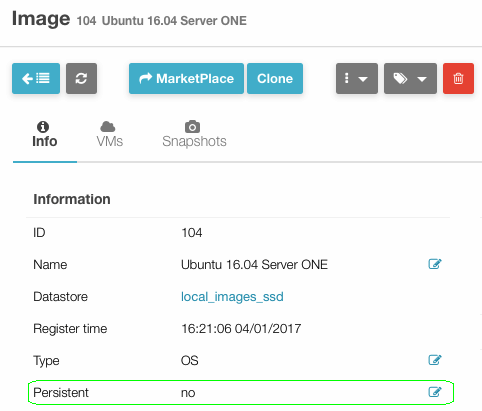 Image 104 Ubuntu 16.04 Server ONE
MarketPlace Clone
Info VMs Snapshots
Information
ID 104
Name Ubuntu 16.04 Server ONE
Datastore local_images_ssd
Register time 16:21:06 04/01/2017
Type OS
Persistent no